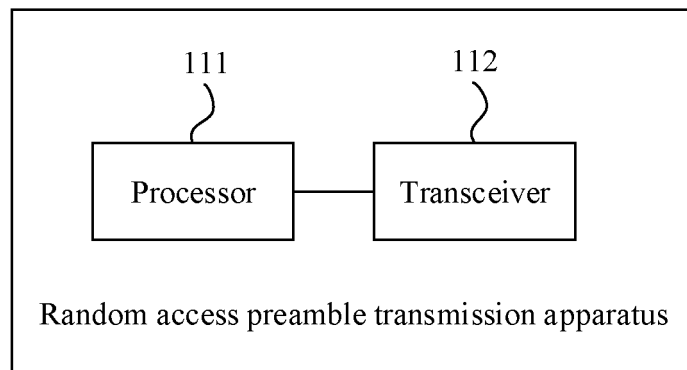 111 112
Processor Transceiver
Random access preamble transmission apparatus